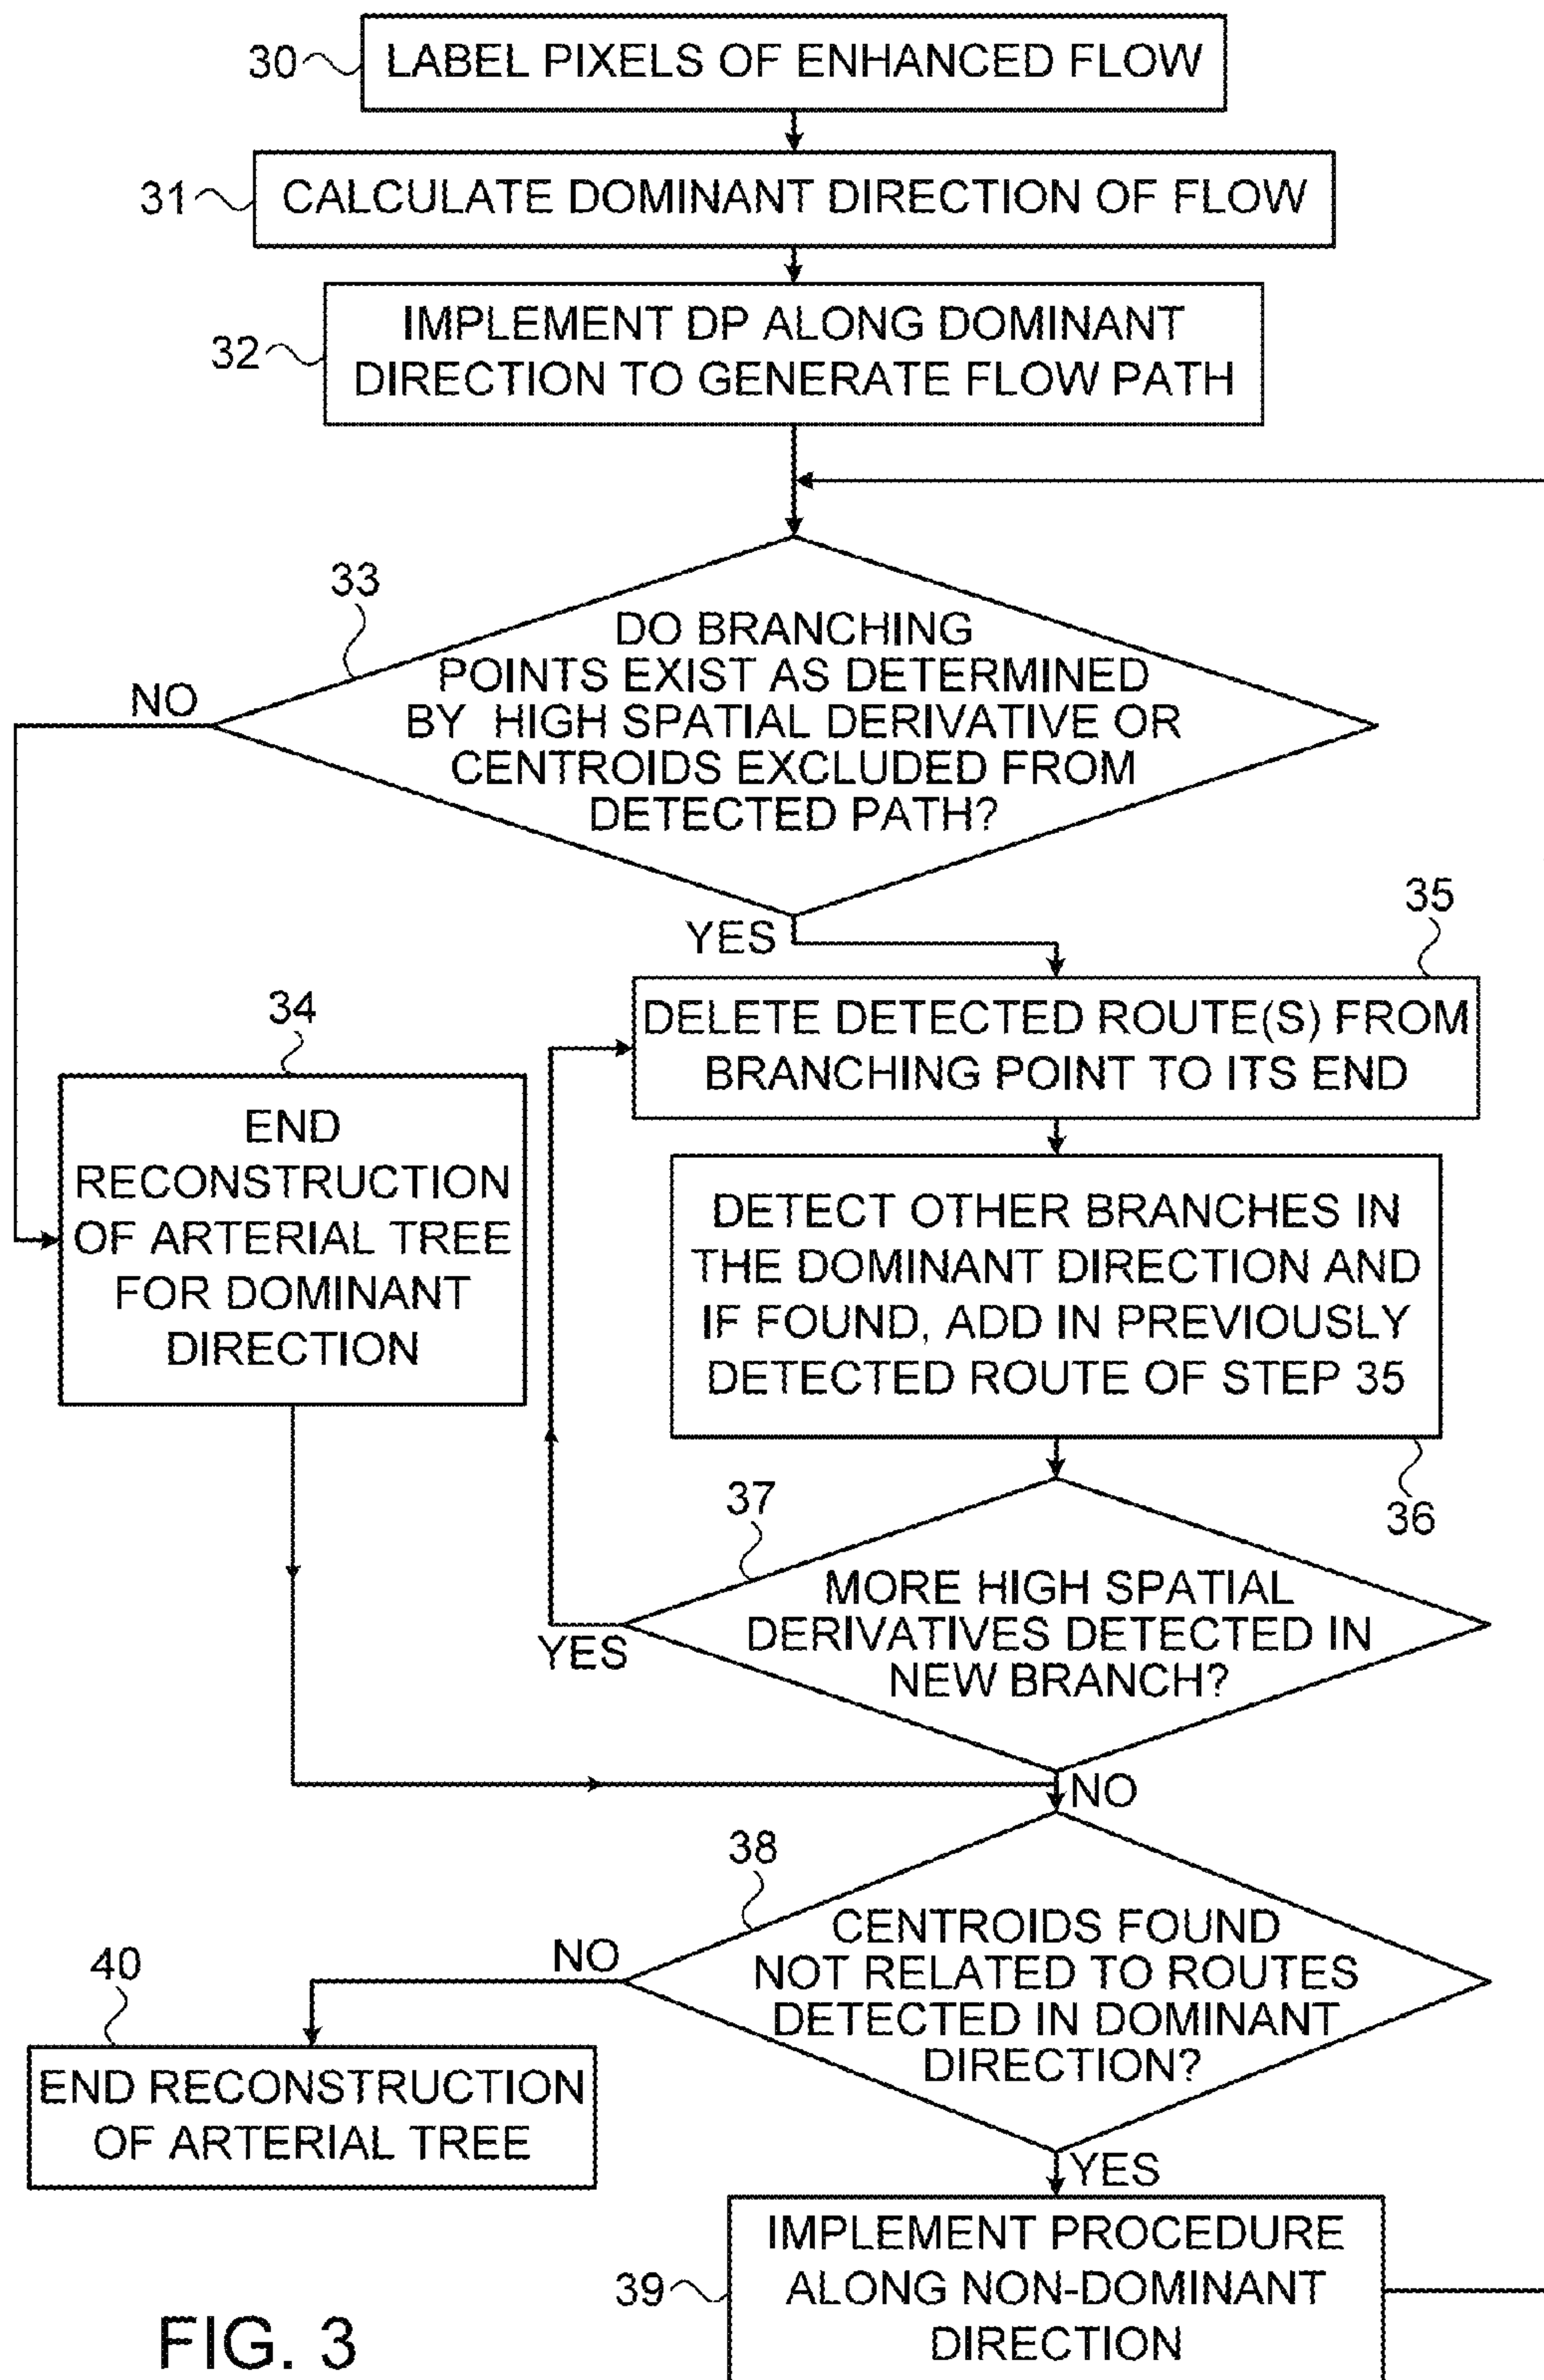 30
LABEL PIXELS OF ENHANCED FLOW
31
CALCULATE DOMINANT DIRECTION OF FLOW
32
IMPLEMENT DP ALONG DOMINANT
DIRECTION TO GENERATE FLOW PATH
33
DO BRANCHING
POINTS EXIST AS DETERMINED
BY HIGH SPATIAL DERIVATIVE OR
CENTROIDS EXCLUDED FROM
DETECTED PATH?
NO
YES
34
END
RECONSTRUCTION
OF ARTERIAL TREE
FOR DOMINANT
DIRECTION
35
DELETE DETECTED ROUTE(S) FROM
BRANCHING POINT TO ITS END
DETECT OTHER BRANCHES IN
THE DOMINANT DIRECTION AND
IF FOUND, ADD IN PREVIOUSLY
DETECTED ROUTE OF STEP 35
36
37
MORE HIGH SPATIAL
DERIVATIVES DETECTED IN
NEW BRANCH?
YES
NO
38
CENTROIDS FOUND
NOT RELATED TO ROUTES
DETECTED IN DOMINANT
DIRECTION?
NO
40
END RECONSTRUCTION
OF ARTERIAL TREE
YES
39
IMPLEMENT PROCEDURE
ALONG NON-DOMINANT
DIRECTION
FIG. 3